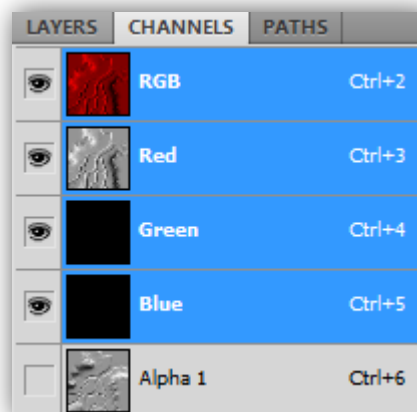 LAYERS CHANNELS PATHS
RGB Ctrl+2
Red Ctrl+3
Green Ctrl+4
Blue Ctrl+5
Alpha 1 Ctrl+6